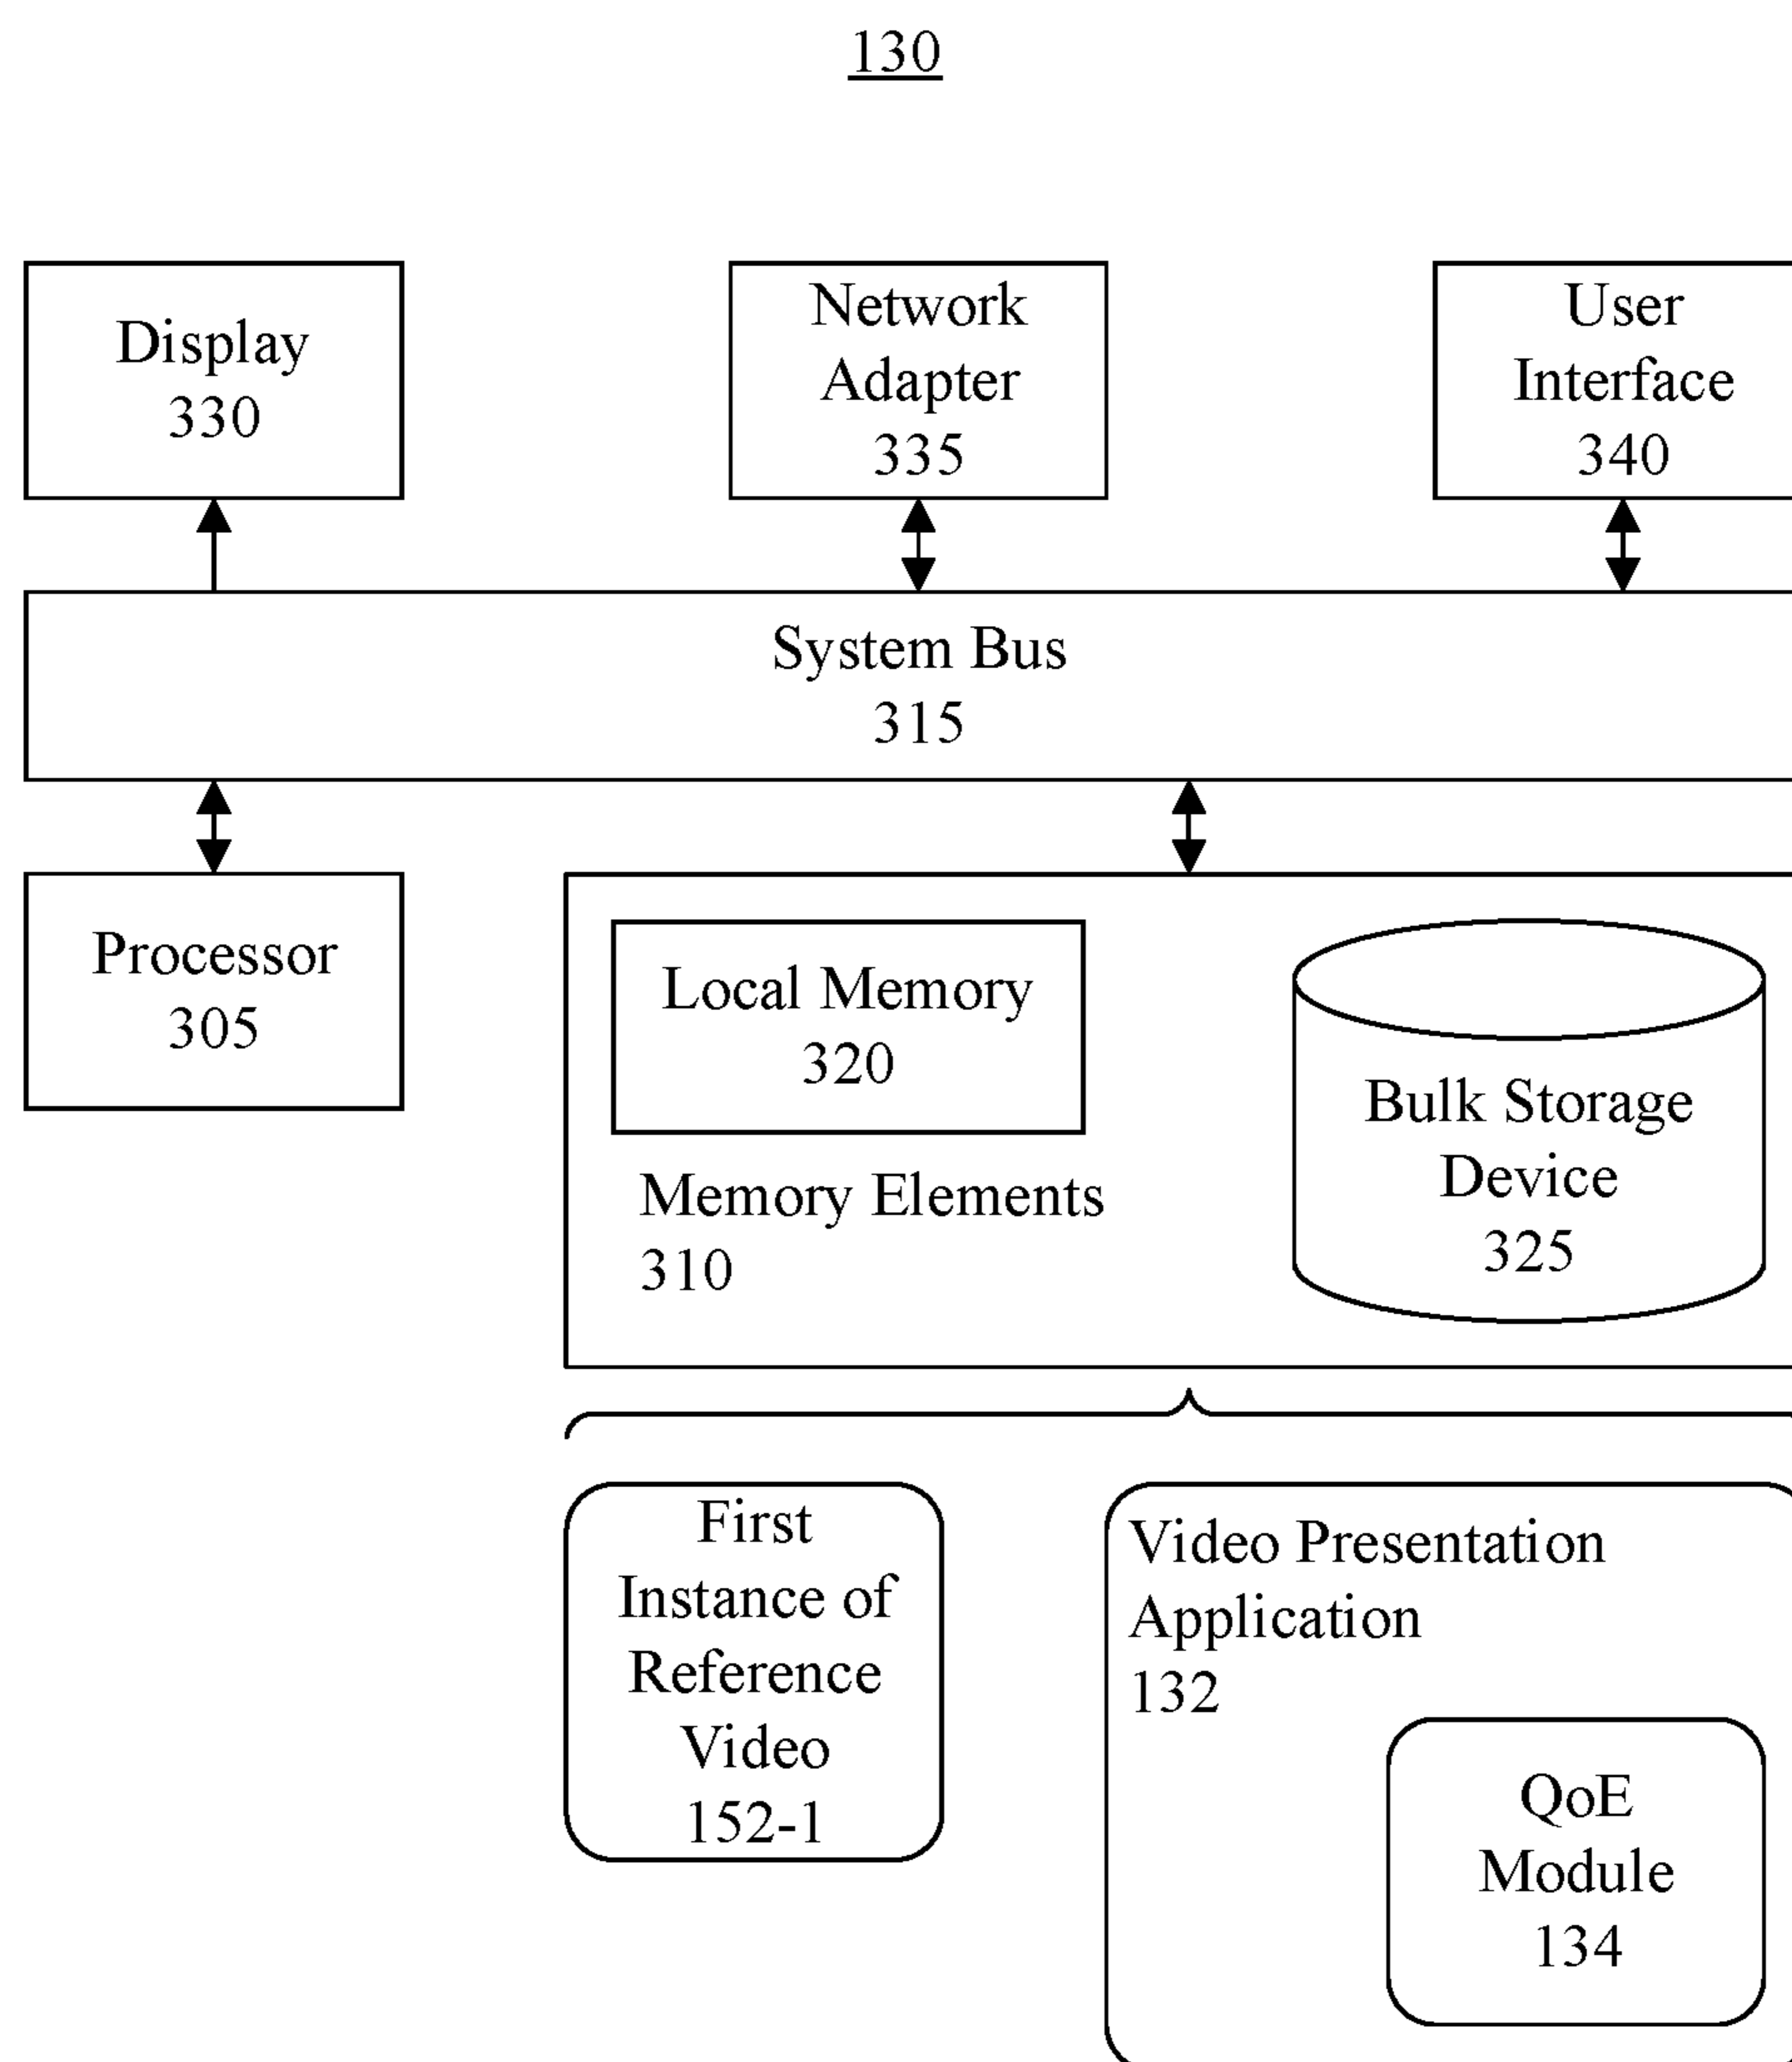 130
Display
330
Network
Adapter
335
User
Interface
340
System Bus
315
Processor
305
Local Memory
320
Memory Elements
310
Bulk Storage
Device
325
First
Instance of
Reference
Video
152-1
Video Presentation
Application
132
QoE
Module
134